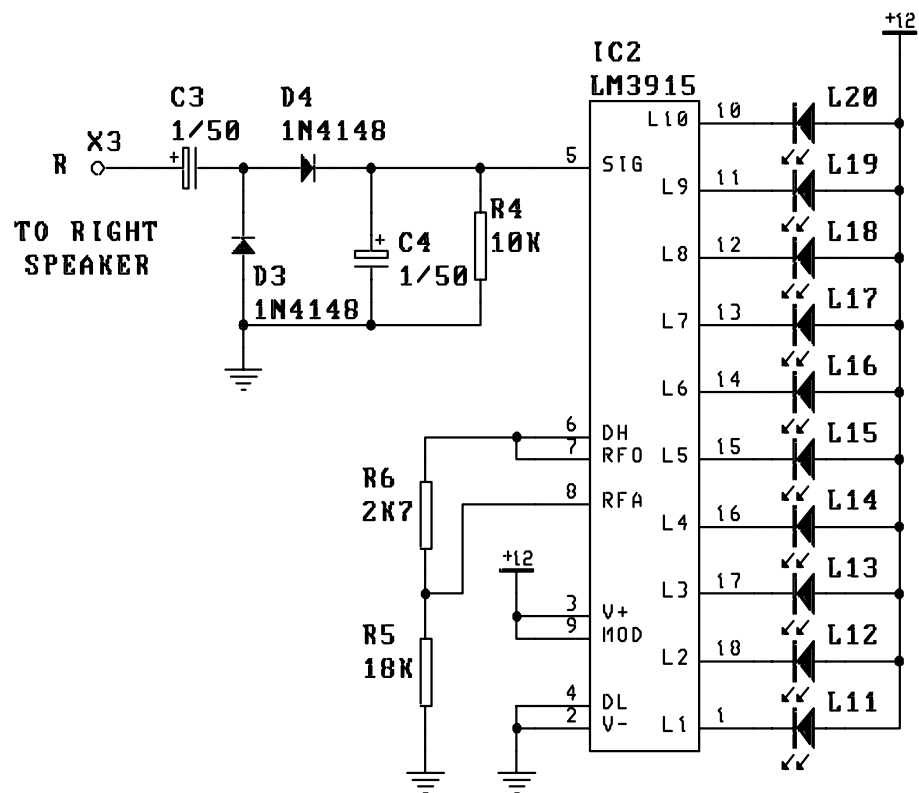 +12
IC2
LM3915
C3
1/50
D4
1N4148
X3
R
+
TO RIGHT
SPEAKER
D3
1N4148
+
C4
1/50
R4
10K
5
SIG
6
DH
7
RFO
8
RFA
R6
2K7
R5
18K
+12
3
V+
9
MOD
4
DL
2
V-
L10
10
L20
L9
11
L19
L8
12
L18
L7
13
L17
L6
14
L16
L5
15
L15
L4
16
L14
L3
17
L13
L2
18
L12
L1
1
L11